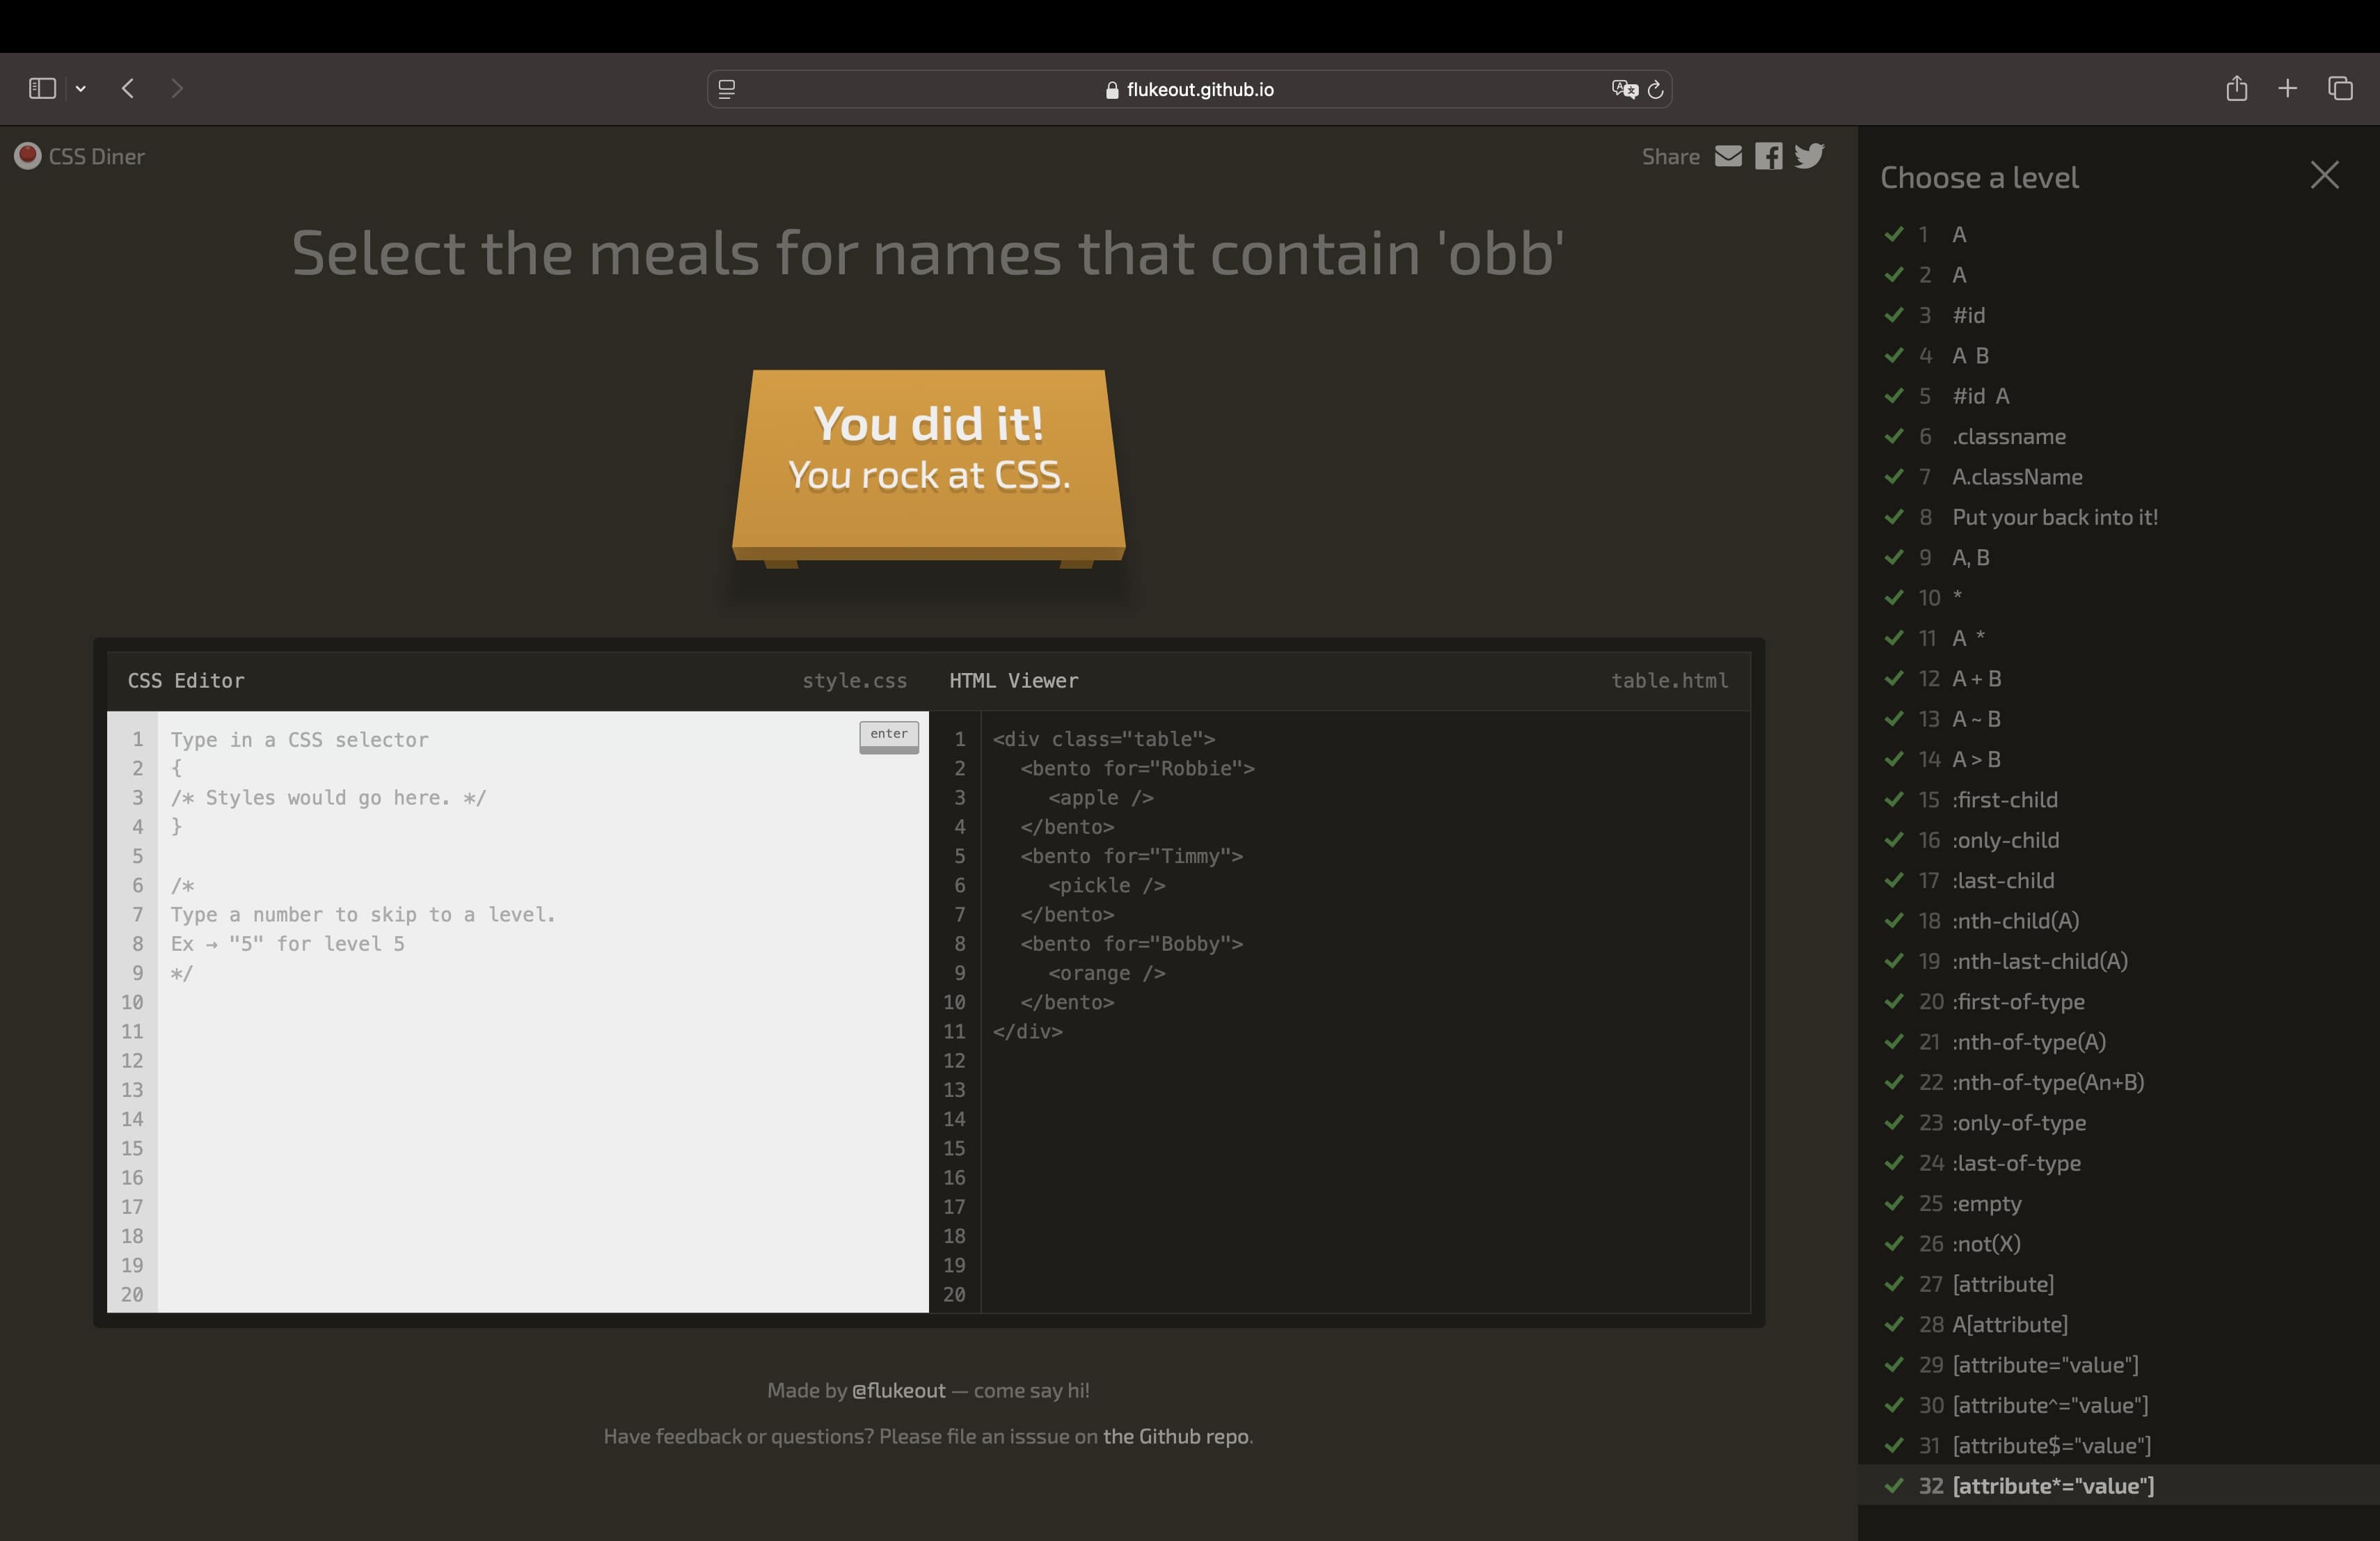 flukeout.github.io
CSS Diner
Share
Select the meals for names that contain 'obb'
You did it!
You rock at CSS.
CSS Editor
style.css
1 Type in a CSS selector
enter
2 {
3 /* Styles would go here. */
4 }
5
6 /*
7 Type a number to skip to a level.
8 Ex → "5" for level 5
9 */
10
11
12
13
14
15
16
17
18
19
20
HTML Viewer
table.html
1 <div class="table">
2 <bento for="Robbie">
3 <apple />
4 </bento>
5 <bento for="Timmy">
6 <pickle />
7 </bento>
8 <bento for="Bobby">
9 <orange />
10 </bento>
11 </div>
12
13
14
15
16
17
18
19
20
Made by @flukeout — come say hi!
Have feedback or questions? Please file an isssue on the Github repo.
Choose a level
1 A
2 A
3 #id
4 A B
5 #id A
6 .classname
7 A.className
8 Put your back into it!
9 A, B
10 *
11 A *
12 A + B
13 A ~ B
14 A > B
15 :first-child
16 :only-child
17 :last-child
18 :nth-child(A)
19 :nth-last-child(A)
20 :first-of-type
21 :nth-of-type(A)
22 :nth-of-type(An+B)
23 :only-of-type
24 :last-of-type
25 :empty
26 :not(X)
27 [attribute]
28 A[attribute]
29 [attribute="value"]
30 [attribute^="value"]
31 [attribute$="value"]
32 [attribute*="value"]